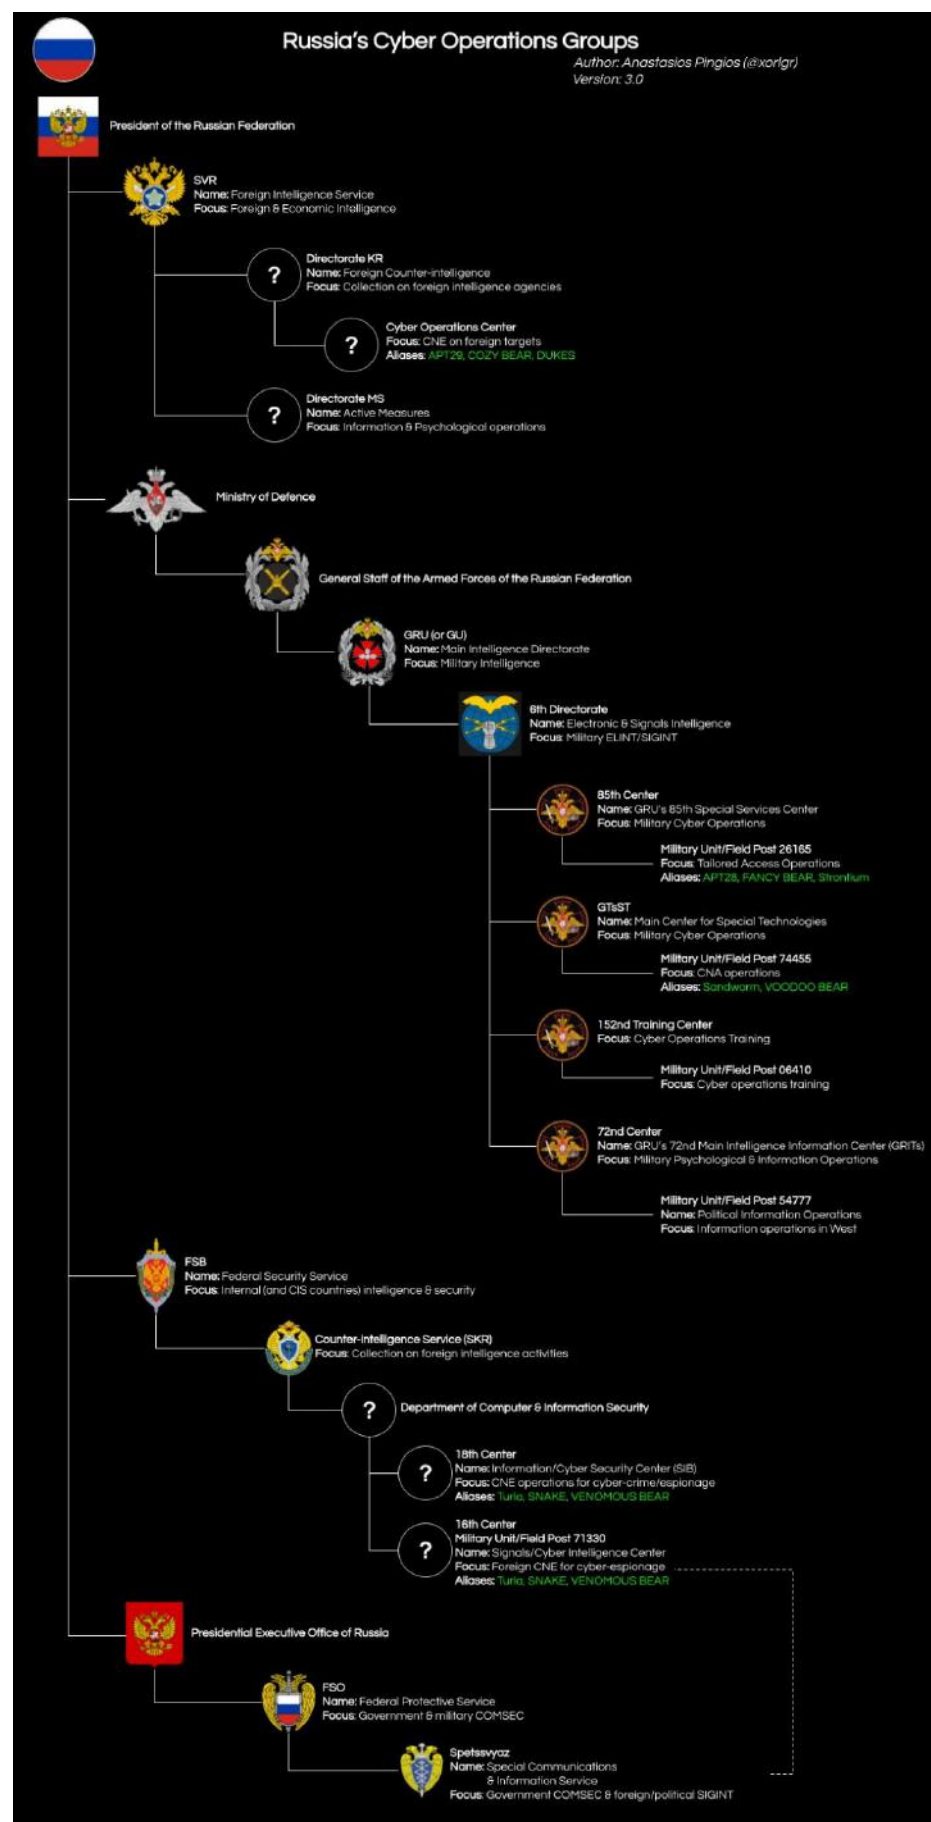 Russia's Cyber Operations Groups
Author: Anastasios Pingios (@xorlgr)
Version: 3.0
President of the Russian Federation
SVR
Name: Foreign Intelligence Service
Focus: Foreign & Economic Intelligence
Directorate KR
Name: Foreign Counter-intelligence
Focus: Collection on foreign intelligence agencies
?
Cyber Operations Center
Focus: CNE on foreign targets
Aliases: APT29, COZY BEAR, DUKES
?
Directorate MS
Name: Active Measures
Focus: Information & Psychological operations
?
Ministry of Defence
General Staff of the Armed Forces of the Russian Federation
GRU (or GU)
Name: Main Intelligence Directorate
Focus: Military Intelligence
6th Directorate
Name: Electronic & Signals Intelligence
Focus: Military ELINT/SIGINT
85th Center
Name: GRU's 85th Special Services Center
Focus: Military Cyber Operations
Military Unit/Field Post 26165
Focus: Tailored Access Operations
Aliases: APT28, FANCY BEAR, Strontium
GTsST
Name: Main Center for Special Technologies
Focus: Military Cyber Operations
Military Unit/Field Post 74455
Focus: CNA operations
Aliases: Sandworm, VOODOO BEAR
152nd Training Center
Focus: Cyber Operations Training
Military Unit/Field Post 06410
Focus: Cyber operations training
72nd Center
Name: GRU's 72nd Main Intelligence Information Center (GRITs)
Focus: Military Psychological & Information Operations
Military Unit/Field Post 54777
Name: Political Information Operations
Focus: Information operations in West
FSB
Name: Federal Security Service
Focus: Internal (and CIS countries) intelligence & security
Counter-Intelligence Service (SKR)
Focus: Collection on foreign intelligence activities
?
Department of Computer & Information Security
18th Center
Name: Information/Cyber Security Center (SIB)
?
Focus: CNE operations for cyber-crime/espionage
Aliases: Turla, SNAKE, VENOMOUS BEAR
16th Center
Military Unit/Field Post 71330
?
Name: Signals/Cyber Intelligence Center
Focus: Foreign CNE for cyber-espionage
Aliases: Turla, SNAKE, VENOMOUS BEAR
Presidential Executive Office of Russia
FSO
Name: Federal Protective Service
Focus: Government & military COMSEC
Spetssvyaz
Name: Special Communications
& Information Service
Focus: Government COMSEC & foreign/political SIGINT